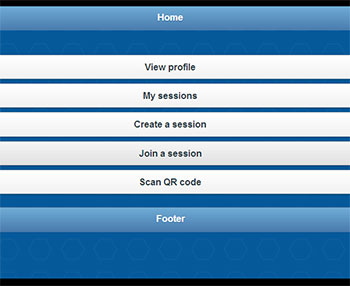 Home
View profile
My sessions
Create a session
Join a session
Scan QR code
Footer